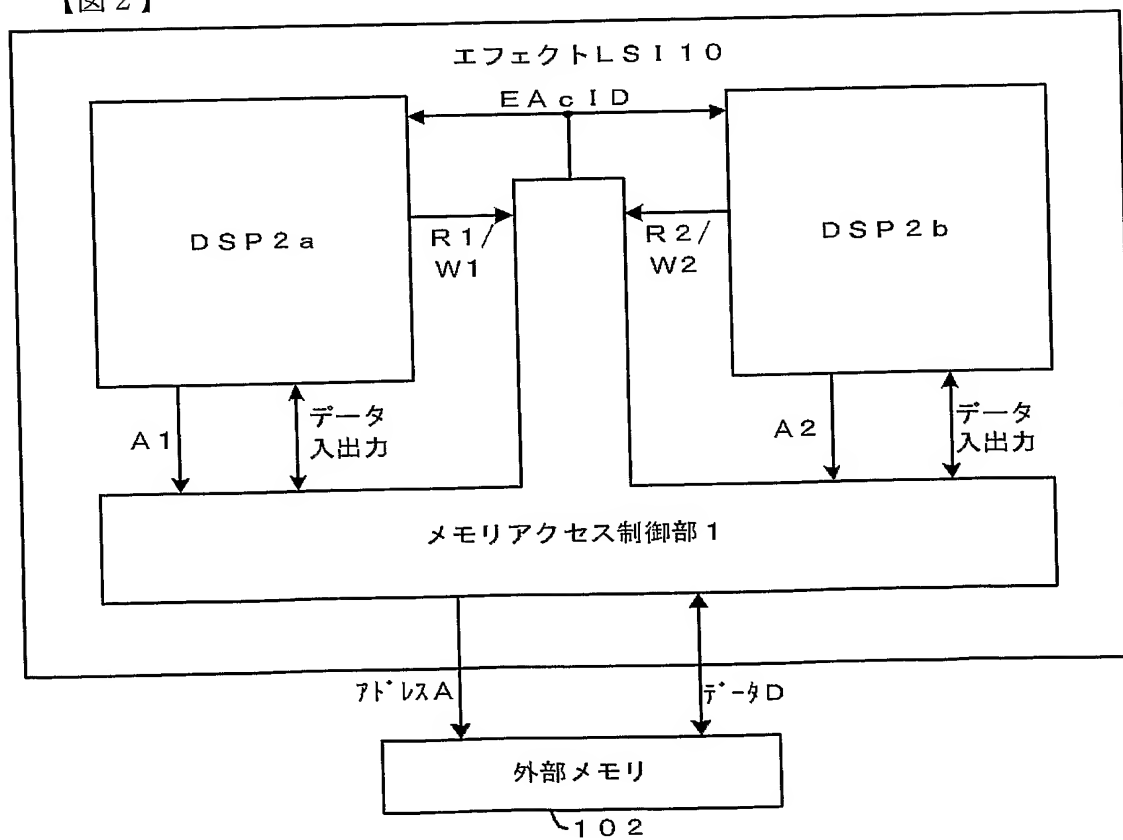 【図2】
エフェクトLSI10
EAcID
DSP2a
R1/
W1
R2/
W2
DSP2b
A1
データ
入出力
A2
データ
入出力
メモリアクセス制御部1
アドレスA
データD
外部メモリ
102